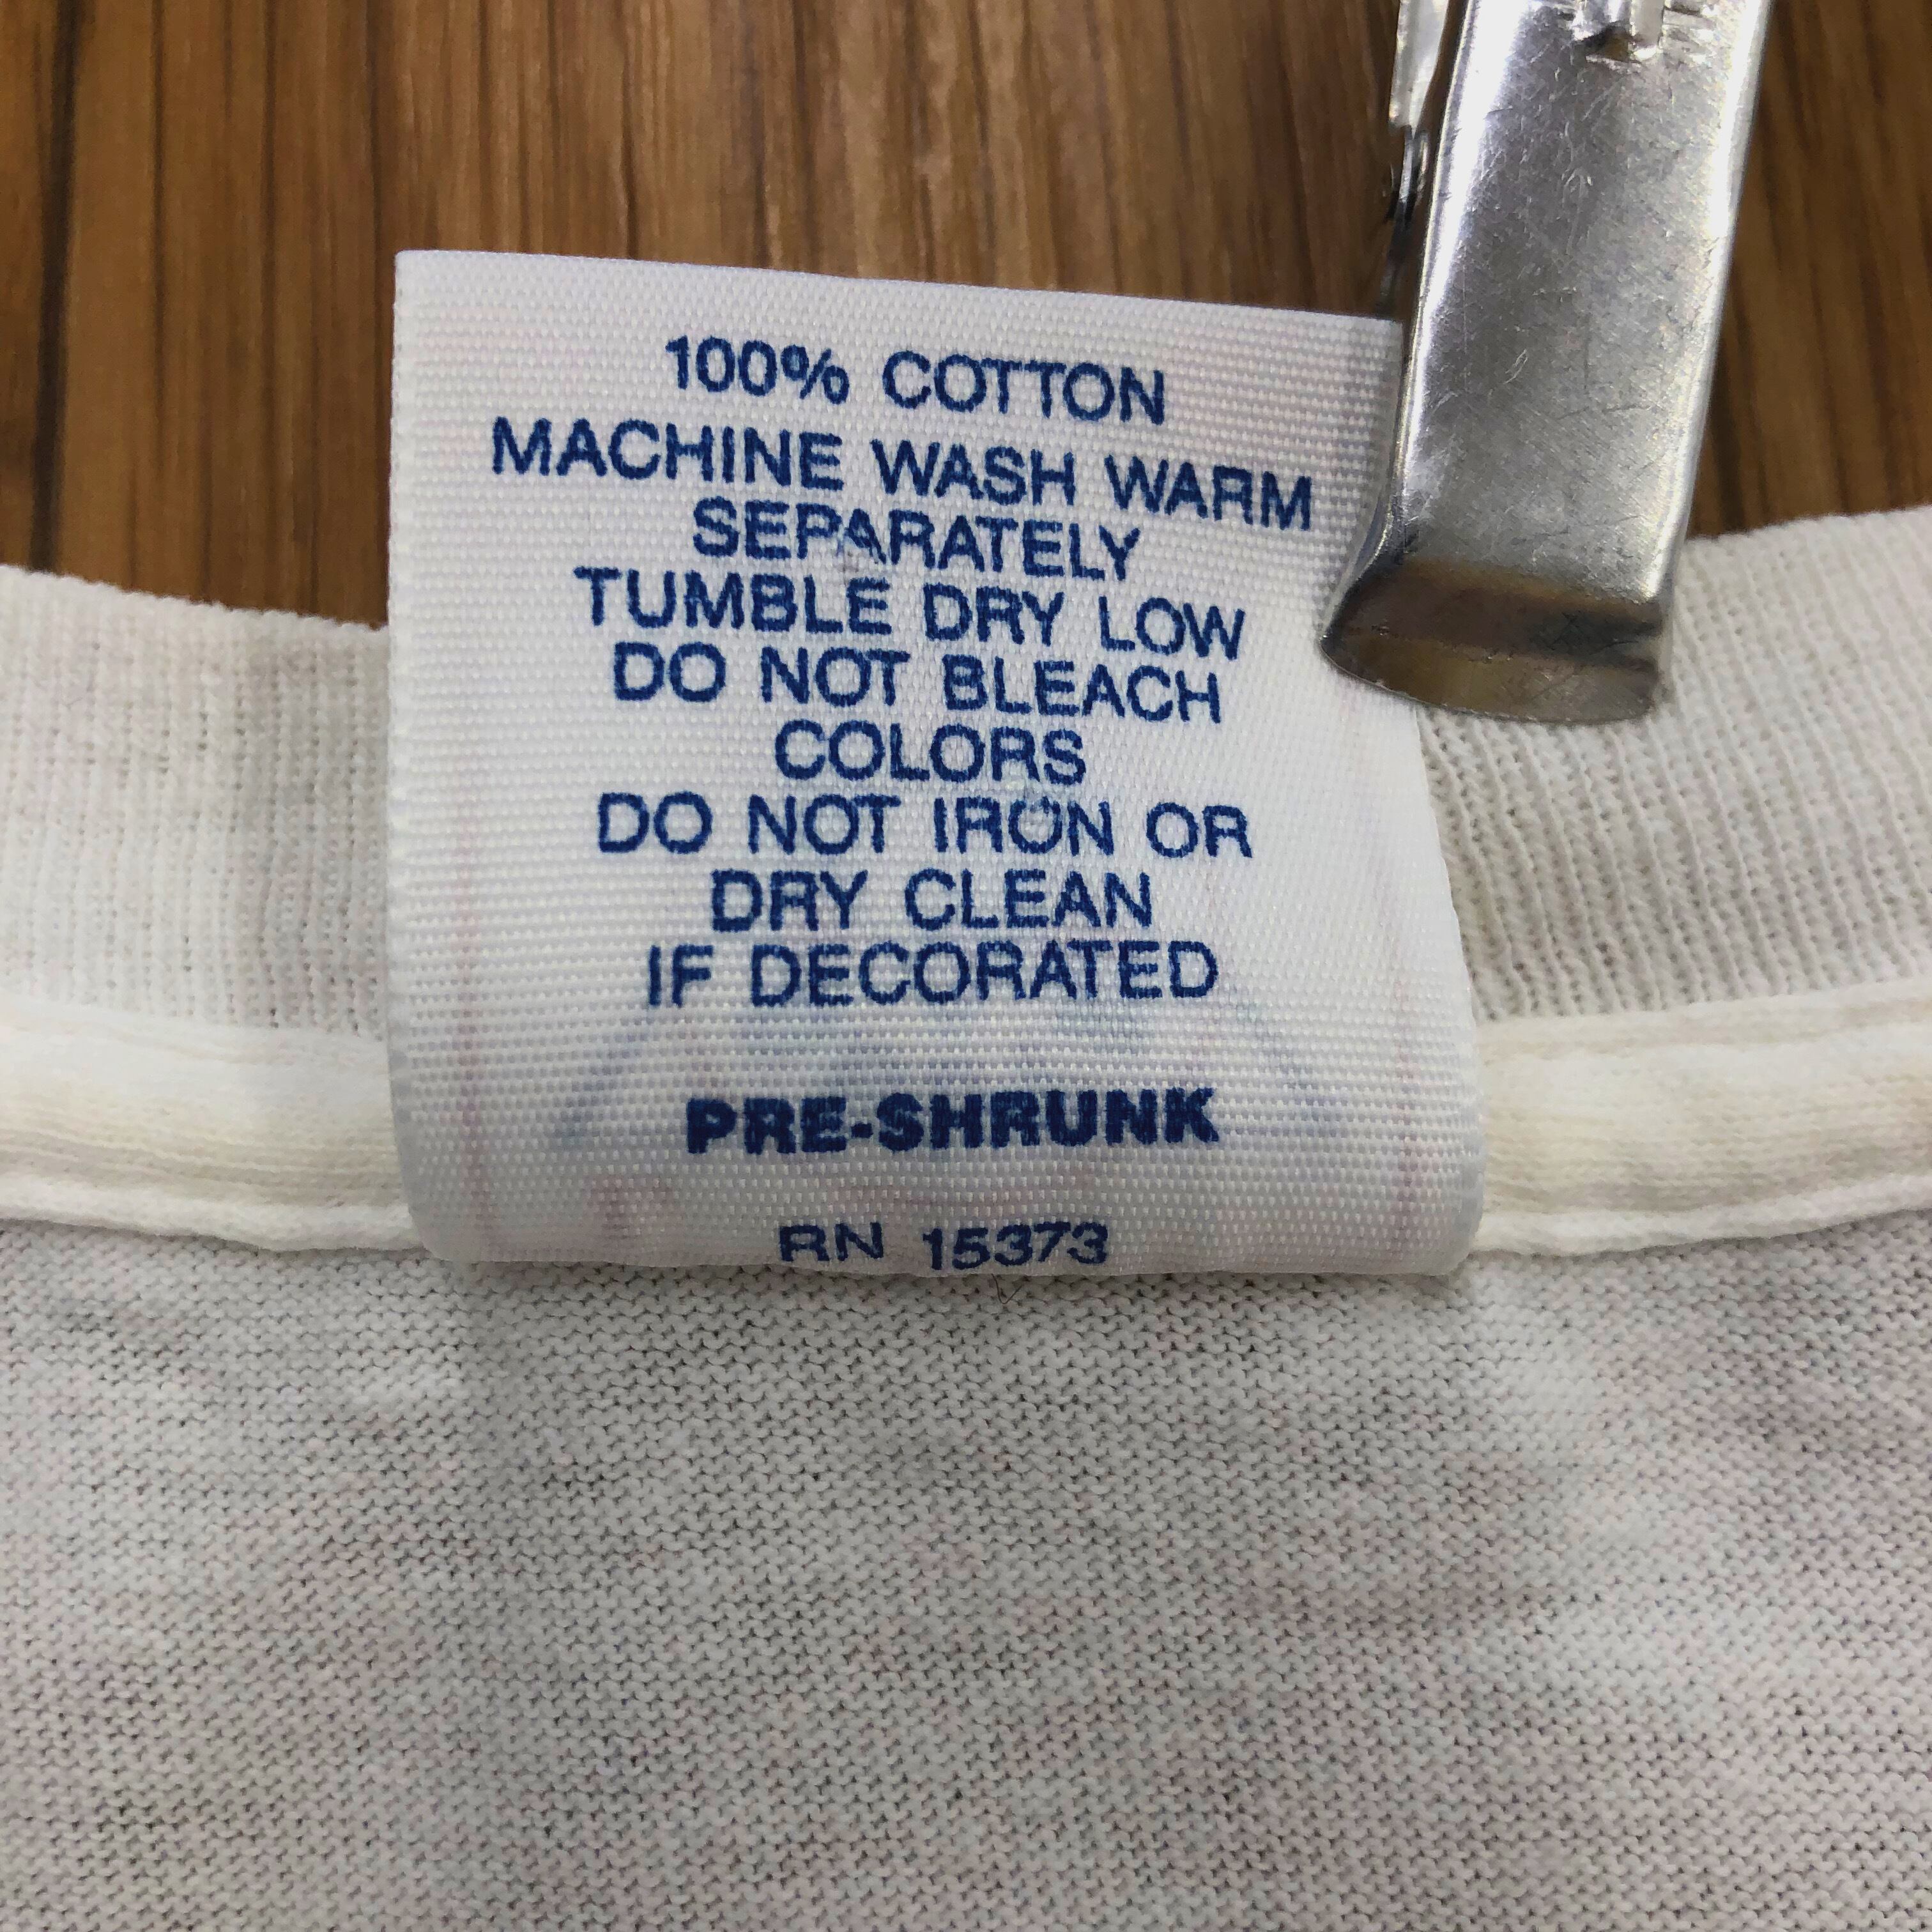 100% COTTON
MACHINE WASH WARM
SEPARATELY
TUMBLE DRY LOW
DO NOT BLEACH
COLORS
DO NOT IRON OR
DRY CLEAN
IF DECORATED
PRE-SHRUNK
RN 15373